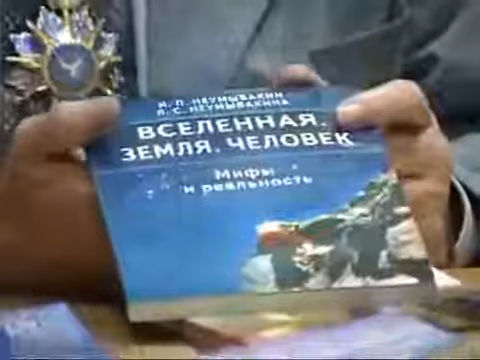 И. П. НЕУМЫВАКИН
Л. С. НЕУМЫВАКИНА
ВСЕЛЕННАЯ.
ЗЕМЛЯ. ЧЕЛОВЕК
Мифы
и реальность